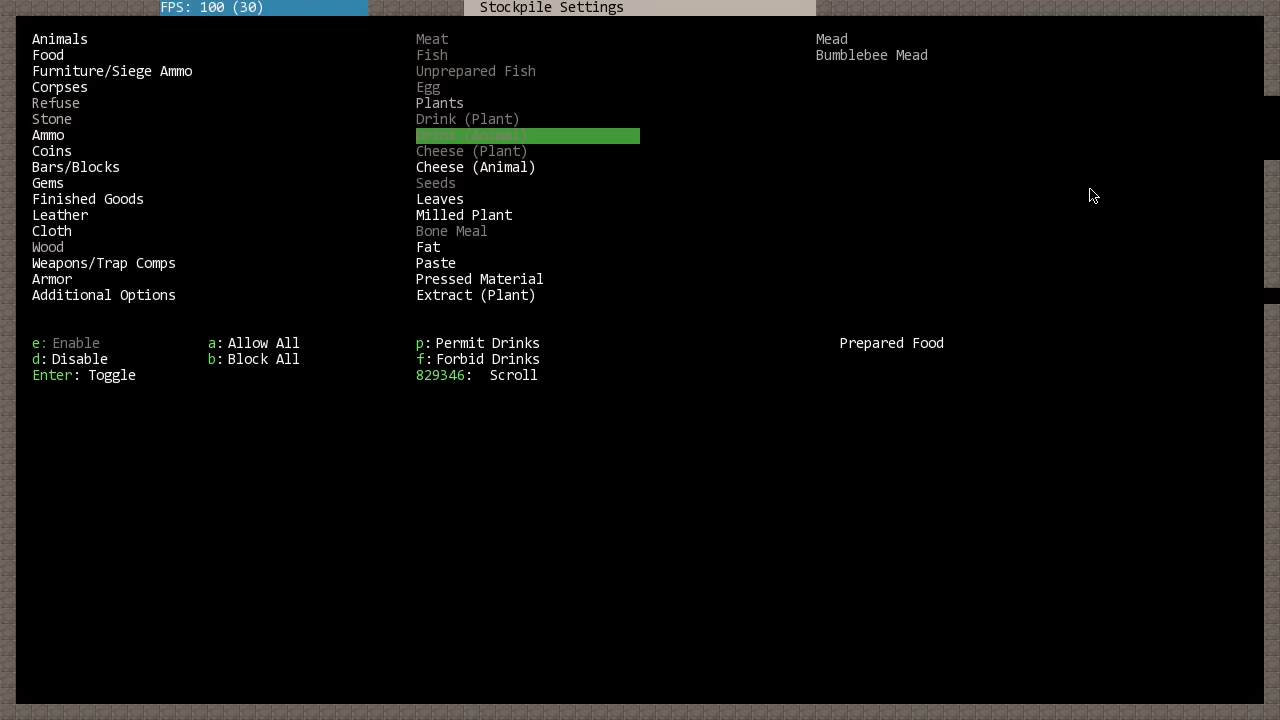 FPS: 100 (30)
Stockpile Settings
Animals
Food
Furniture/Siege Ammo
Corpses
Refuse
Stone
Ammo
Coins
Bars/Blocks
Gems
Finished Goods
Leather
Cloth
Wood
Weapons/Trap Comps
Armor
Additional Options
Meat
Fish
Unprepared Fish
Egg
Plants
Drink (Plant)
Drink (Animal)
Cheese (Plant)
Cheese (Animal)
Seeds
Leaves
Milled Plant
Bone Meal
Fat
Paste
Pressed Material
Extract (Plant)
Mead
Bumblebee Mead
e: Enable
a: Allow All
p: Permit Drinks
Prepared Food
d: Disable
b: Block All
f: Forbid Drinks
Enter: Toggle
829346: Scroll